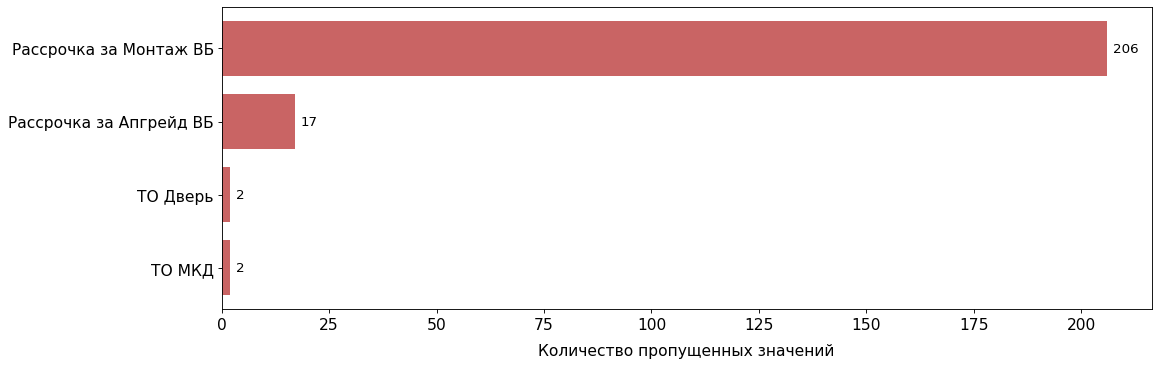 Рассрочка за Монтаж ВБ
206
Рассрочка за Апгрейд ВБ
17
ТО Дверь
2
ТО МКД
2
0 25 50 75 100 125 150 175 200
Количество пропущенных значений